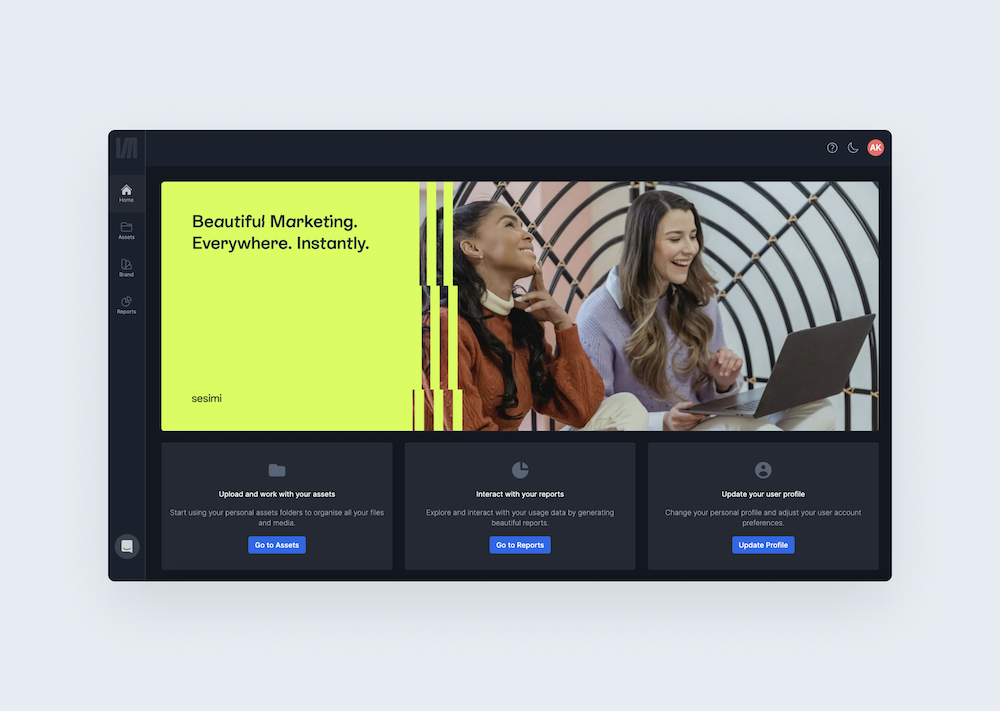 AK
Home
Assets
Brand
Reports
Beautiful Marketing.
Everywhere. Instantly.
sesimi
Upload and work with your assets
Start using your personal assets folders to organise all your files
and media.
Go to Assets
Interact with your reports
Explore and interact with your usage data by generating
beautiful reports.
Go to Reports
Update your user profile
Change your personal profile and adjust your user account
preferences.
Update Profile